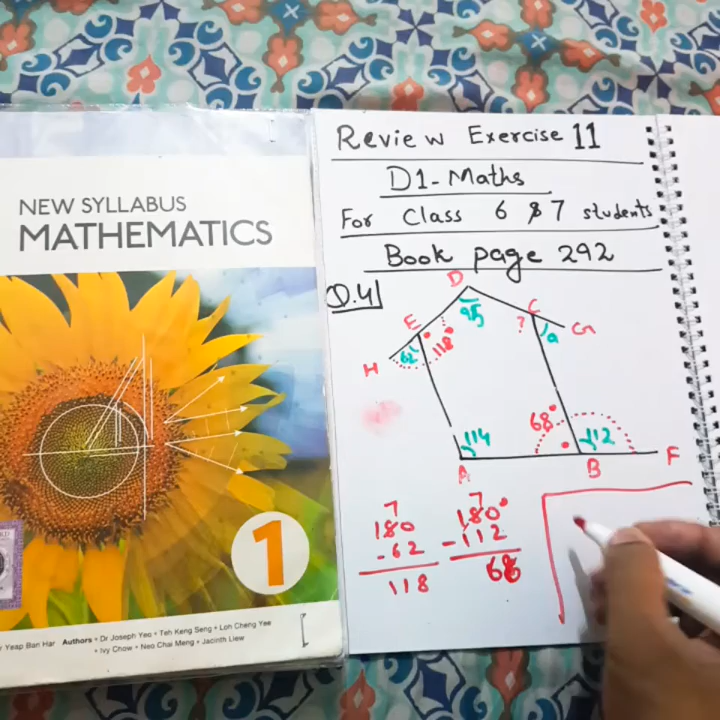 NEW SYLLABUS
MATHEMATICS
1
Yeap Ban Har Authors • Dr Joseph Yeo • Teh Keng Seng • Loh Cheng Yee
• Ivy Chow • Neo Chai Meng • Jacinth Liew
Review Exercise 11
D1-Maths
For Class 6 & 7 students
Book page 292
Q.4
D
95
E
C
?
a
G
H
62
118°
68°
114
112
A
B
F
7
180
-62
118
7
180°
-112
68